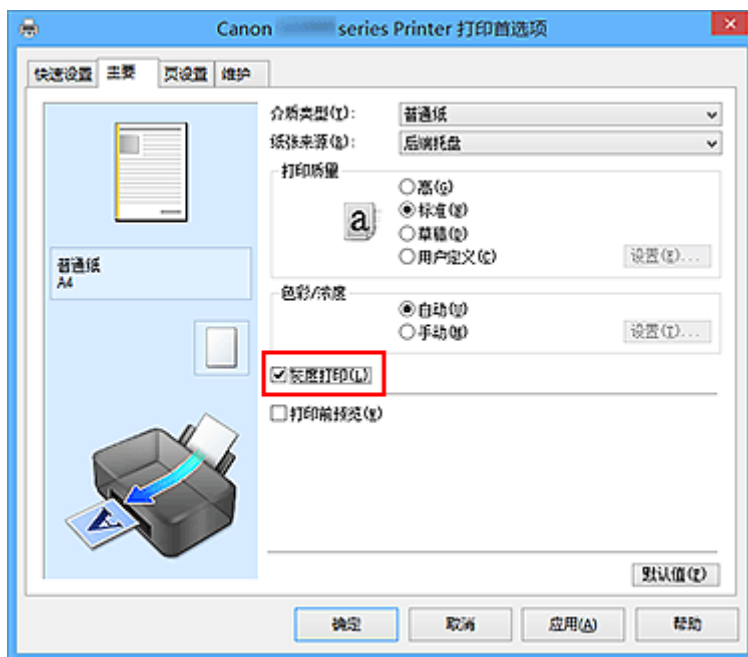 Canon series Printer 打印首选项
快速设置 主要 页设置 维护
介质类型(I): 普通纸
纸张来源(R): 后端托盘
打印质量
高(G)
a
标准(N)
草稿(D)
用户定义(C) 设置(E)...
普通纸
A4
色彩/浓度
自动(U)
手动(M) 设置(T)...
灰度打印(L)
打印前预览(V)
A
默认值(F)
确定 取消 应用(A) 帮助